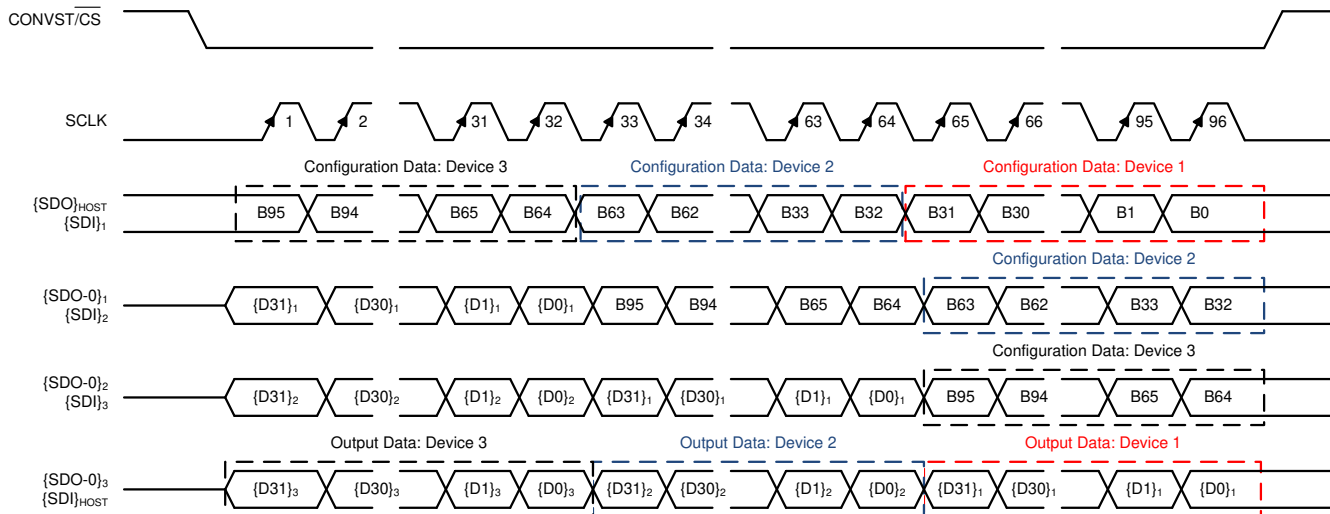 CONVST/CS
SCLK 1 2 31 32 33 34 63 64 65 66 95 96
Configuration Data: Device 3 Configuration Data: Device 2 Configuration Data: Device 1
{SDO}HOST
{SDI}1
B95 B94 B65 B64 B63 B62 B33 B32 B31 B30 B1 B0
Configuration Data: Device 2
{SDO-0}1
{SDI}2
{D31}1 {D30}1 {D1}1 {D0}1 B95 B94 B65 B64 B63 B62 B33 B32
Configuration Data: Device 3
{SDO-0}2
{SDI}3
{D31}2 {D30}2 {D1}2 {D0}2 {D31}1 {D30}1 {D1}1 {D0}1 B95 B94 B65 B64
Output Data: Device 3 Output Data: Device 2 Output Data: Device 1
{SDO-0}3
{SDI}HOST
{D31}3 {D30}3 {D1}3 {D0}3 {D31}2 {D30}2 {D1}2 {D0}2 {D31}1 {D30}1 {D1}1 {D0}1